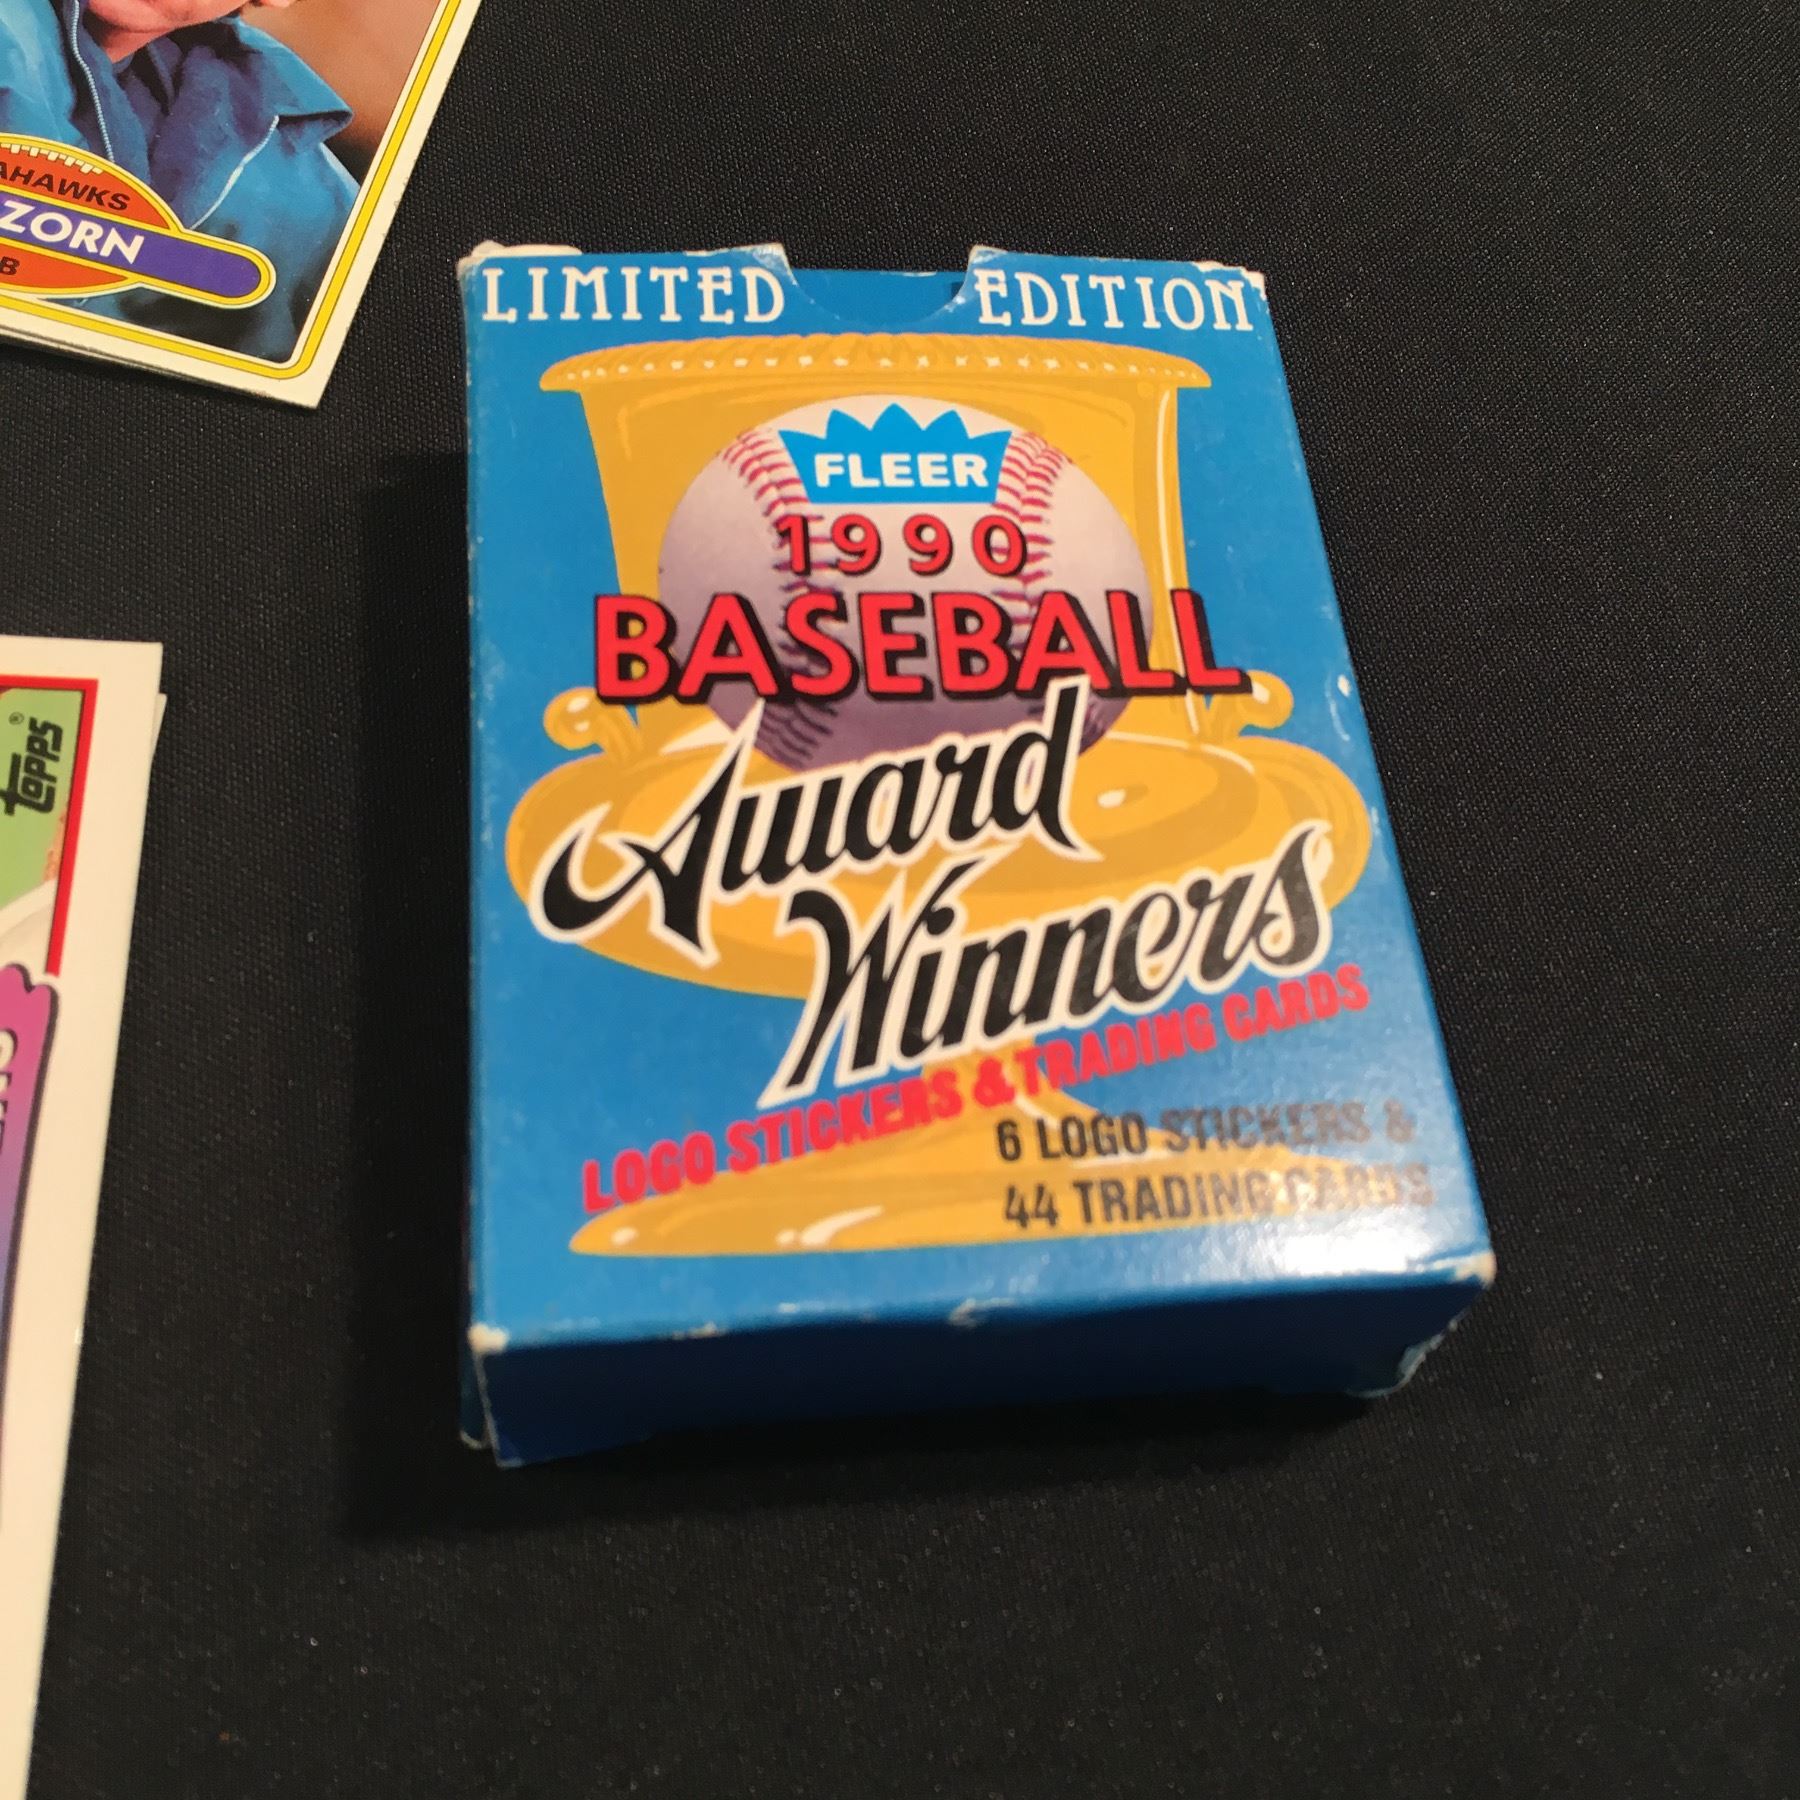 AHAWKS
ZORN
B
topps®
LIMITED EDITION
FLEER
1990
BASEBALL
Award
Winners
LOGO STICKERS & TRADING CARDS
6 LOGO STICKERS &
44 TRADING CARDS